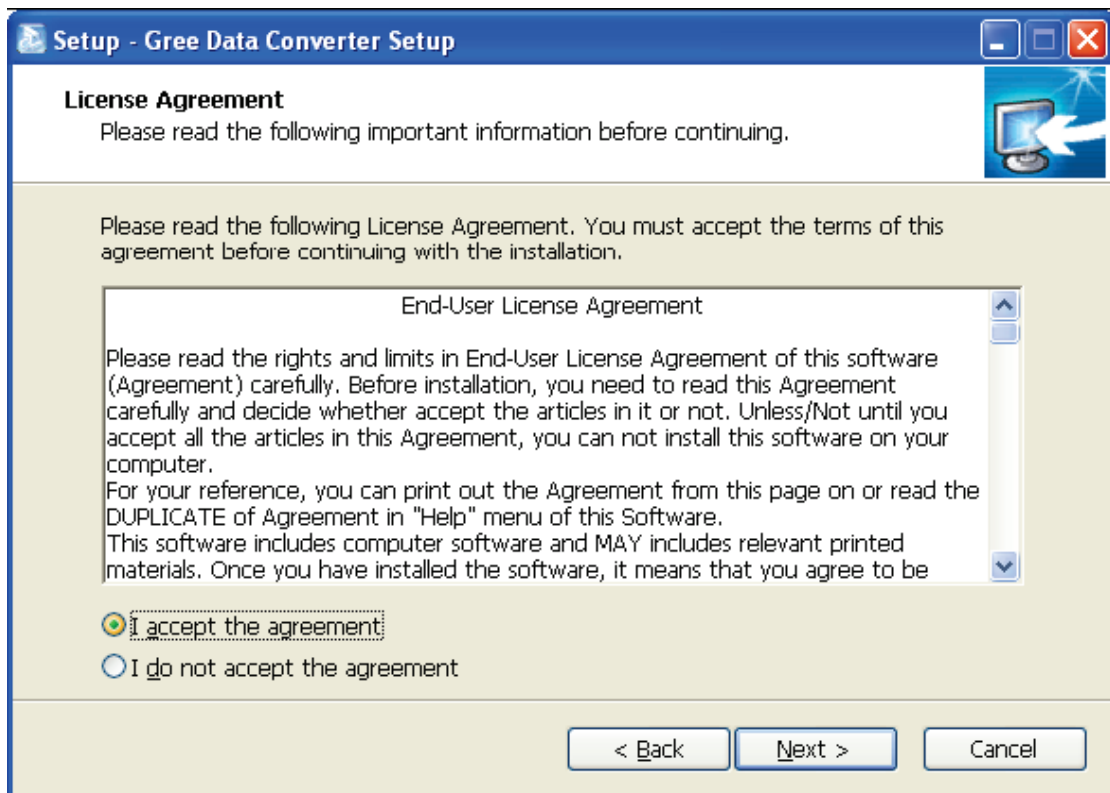 Setup - Gree Data Converter Setup
License Agreement
Please read the following important information before continuing.
Please read the following License Agreement. You must accept the terms of this
agreement before continuing with the installation.
End-User License Agreement
Please read the rights and limits in End-User License Agreement of this software
(Agreement) carefully. Before installation, you need to read this Agreement
carefully and decide whether accept the articles in it or not. Unless/Not until you
accept all the articles in this Agreement, you can not install this software on your
computer.
For your reference, you can print out the Agreement from this page on or read the
DUPLICATE of Agreement in "Help" menu of this Software.
This software includes computer software and MAY includes relevant printed
materials. Once you have installed the software, it means that you agree to be
I accept the agreement
I do not accept the agreement
< Back Next > Cancel